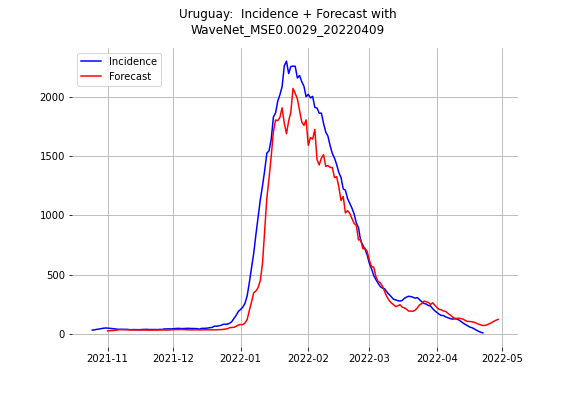 Uruguay:  Incidence + Forecast with
WaveNet_MSE0.0029_20220409
Incidence
Forecast
2000
1500
1000
500
0
2021-11 2021-12 2022-01 2022-02 2022-03 2022-04 2022-05